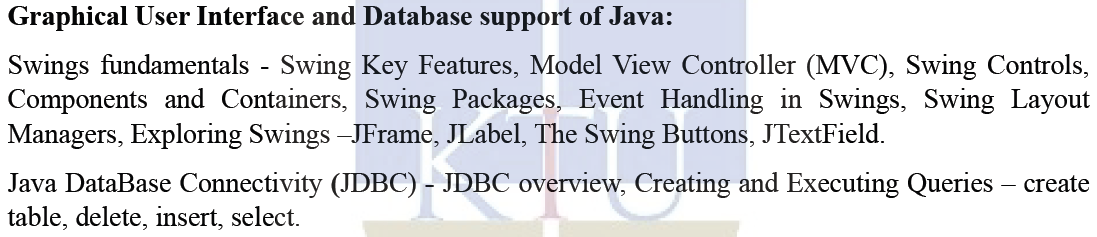 Graphical User Interface and Database support of Java:
Swings fundamentals - Swing Key Features, Model View Controller (MVC), Swing Controls,
Components and Containers, Swing Packages, Event Handling in Swings, Swing Layout
Managers, Exploring Swings –JFrame, JLabel, The Swing Buttons, JTextField.
Java DataBase Connectivity (JDBC) - JDBC overview, Creating and Executing Queries – create
table, delete, insert, select.
KTU